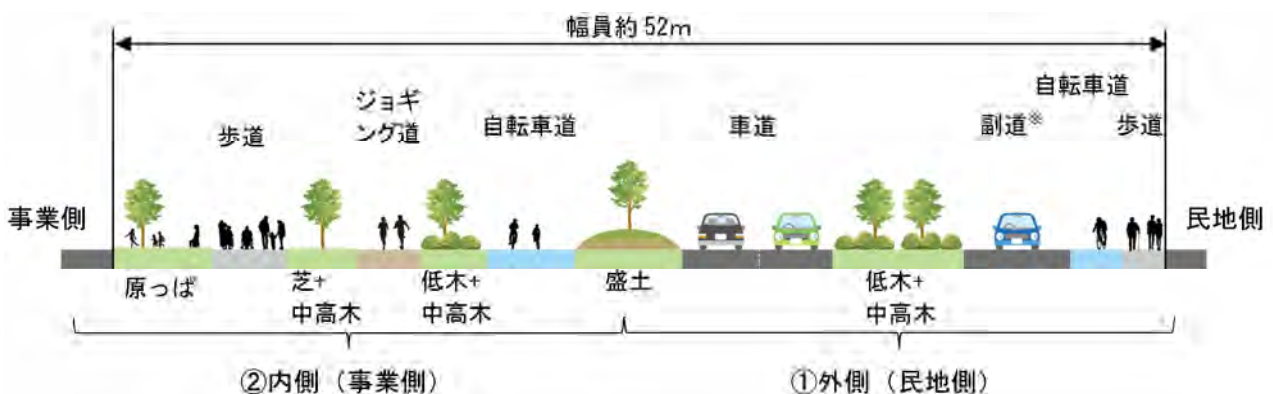 幅員約52m
自転車道
ジョギ
ング道
歩道
自転車道
車道
副道※
歩道
事業側
民地側
原っぱ
芝+
中高木
低木+
中高木
盛土
低木+
中高木
②内側（事業側）
①外側（民地側）